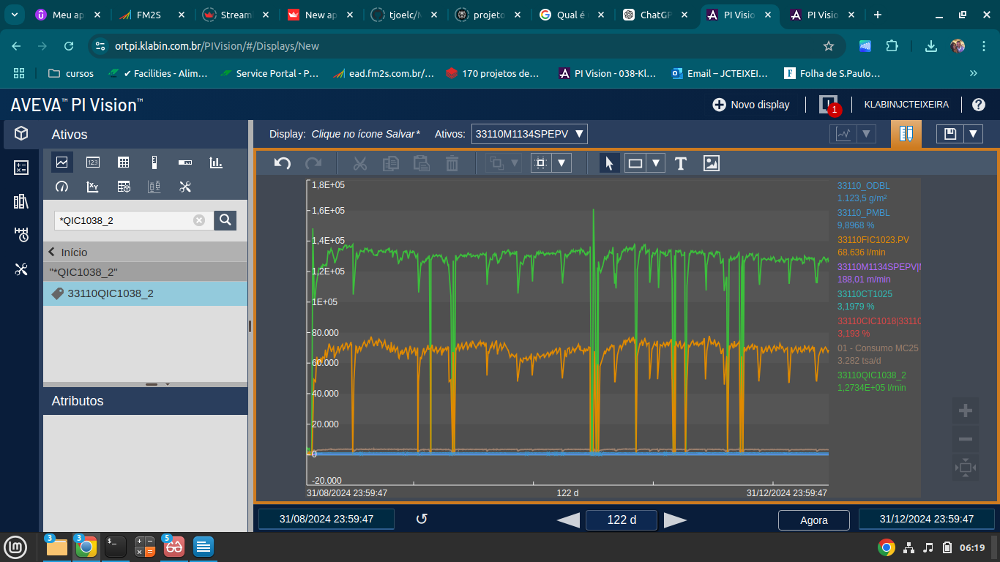 Meu ap
FM2S
Streaml
New ap
tjoelc/
projeto
Qual é
ChatGP
PI Visio
PI Visio
ortpi.klabin.com.br/PIVision/#/Displays/New
cursos
✔ Facilities - Alim…
Service Portal - P…
ead.fm2s.com.br/…
170 projetos de…
PI Vision - 038-Kl…
Email – JCTEIXEI…
Folha de S.Paulo…
AVEVA™ PI Vision™
Novo display
1
KLABIN\JCTEIXEIRA
Ativos
Display: Clique no ícone Salvar* Ativos: 33110M1134SPEPV
*QIC1038_2
Início
"*QIC1038_2"
33110QIC1038_2
Atributos
1,8E+05
1,6E+05
1,4E+05
1,2E+05
1E+05
80.000
60.000
40.000
20.000
0
-20.000
31/08/2024 23:59:47
122 d
31/12/2024 23:59:47
33110_ODBL
1.123,5 g/m²
33110_PMBL
9,8968 %
33110FIC1023.PV
68.636 l/min
33110M1134SPEPV|
188,01 m/min
33110CT1025
3,1979 %
33110CIC1018|33110
3,193 %
01 - Consumo MC25
3.282 tsa/d
33110QIC1038_2
1,2734E+05 l/min
31/08/2024 23:59:47
122 d
Agora
31/12/2024 23:59:47
3
3
5
06:19